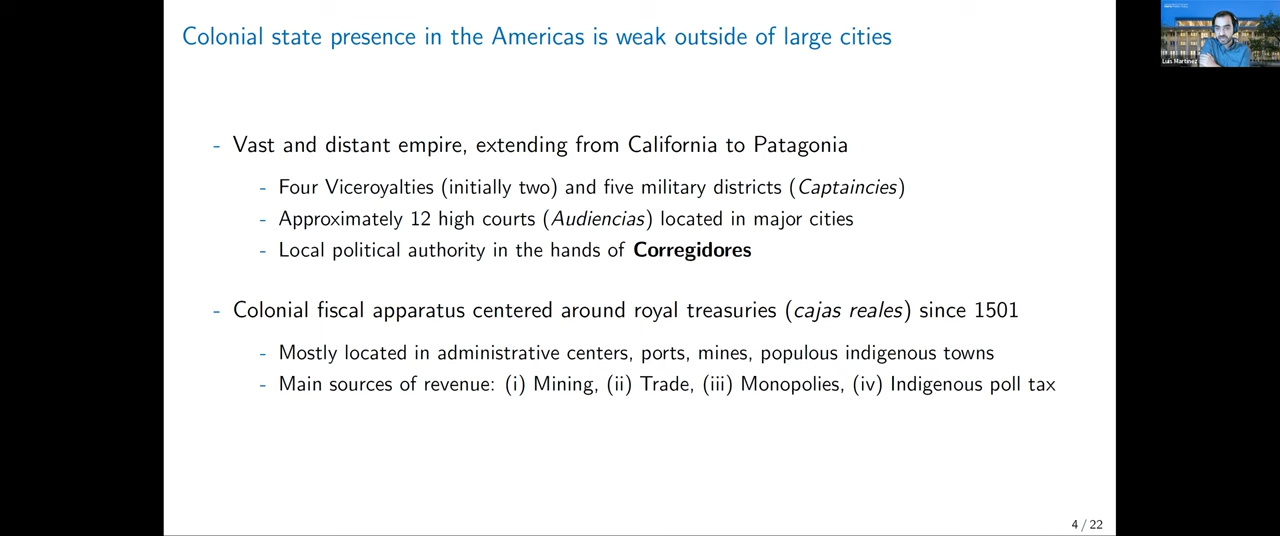 Colonial state presence in the Americas is weak outside of large cities
- Vast and distant empire, extending from California to Patagonia
- Four Viceroyalties (initially two) and five military districts (Captaincies)
- Approximately 12 high courts (Audiencias) located in major cities
- Local political authority in the hands of Corregidores
- Colonial fiscal apparatus centered around royal treasuries (cajas reales) since 1501
- Mostly located in administrative centers, ports, mines, populous indigenous towns
- Main sources of revenue: (i) Mining, (ii) Trade, (iii) Monopolies, (iv) Indigenous poll tax
4 / 22
Luis Martinez